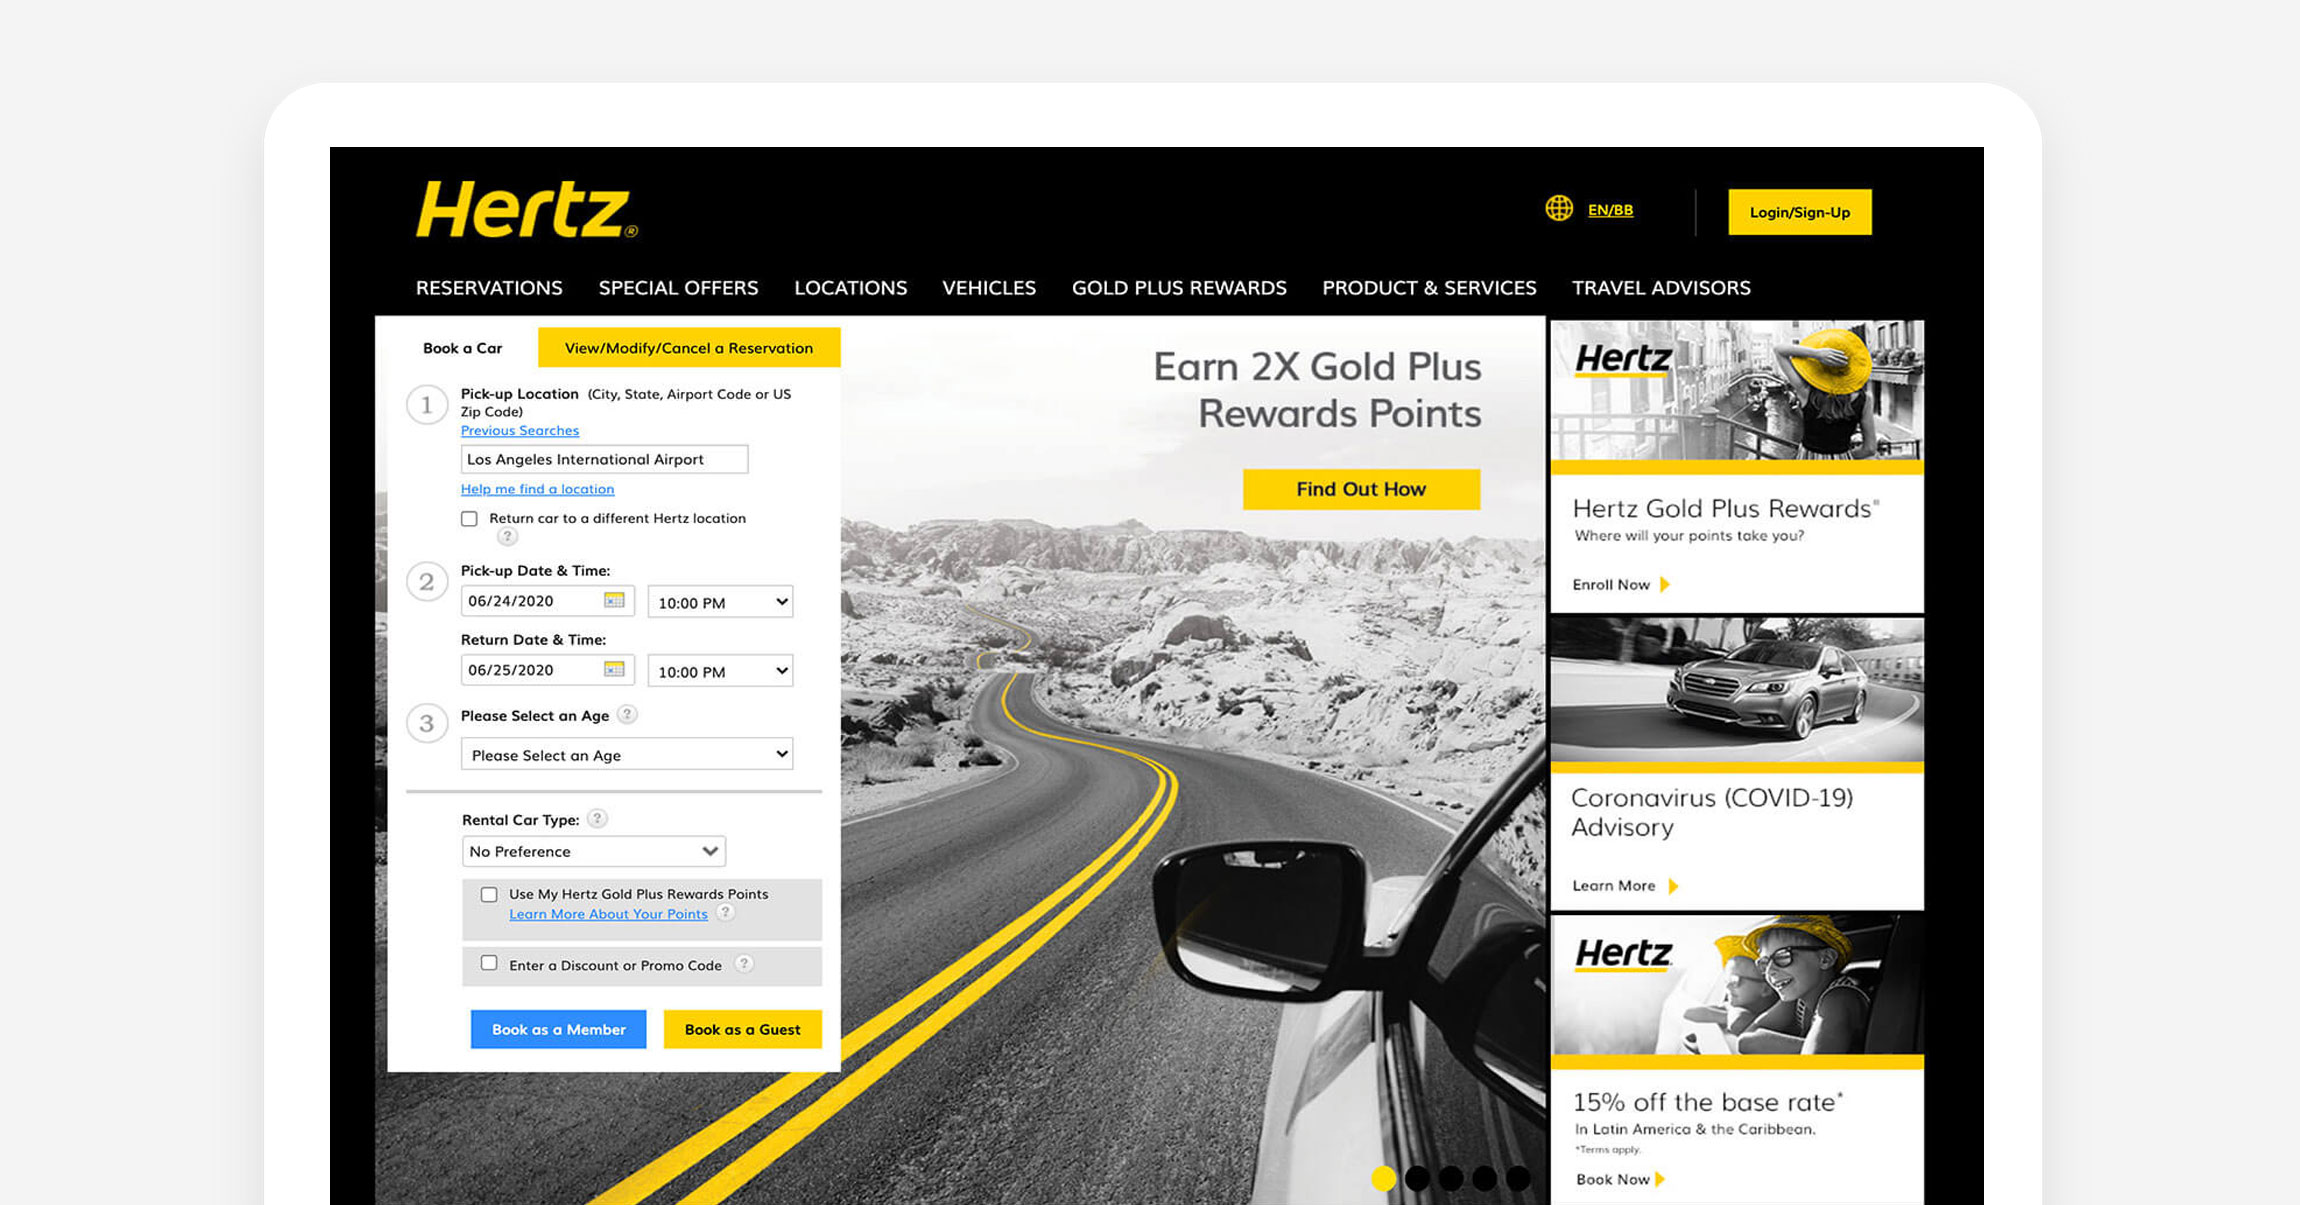 Hertz®
EN/BB
Login/Sign-Up
RESERVATIONS SPECIAL OFFERS LOCATIONS VEHICLES GOLD PLUS REWARDS PRODUCT & SERVICES TRAVEL ADVISORS
Book a Car
View/Modify/Cancel a Reservation
1
Pick-up Location (City, State, Airport Code or US
Zip Code)
Previous Searches
Los Angeles International Airport
Help me find a location
Return car to a different Hertz location
?
2
Pick-up Date & Time:
06/24/2020
10:00 PM
Return Date & Time:
06/25/2020
10:00 PM
3
Please Select an Age ?
Please Select an Age
Rental Car Type: ?
No Preference
Use My Hertz Gold Plus Rewards Points
Learn More About Your Points ?
Enter a Discount or Promo Code ?
Book as a Member
Book as a Guest
Earn 2X Gold Plus
Rewards Points
Find Out How
Hertz
Hertz Gold Plus Rewards®
Where will your points take you?
Enroll Now
Coronavirus (COVID-19)
Advisory
Learn More
Hertz
15% off the base rate*
In Latin America & the Caribbean.
*Terms apply.
Book Now